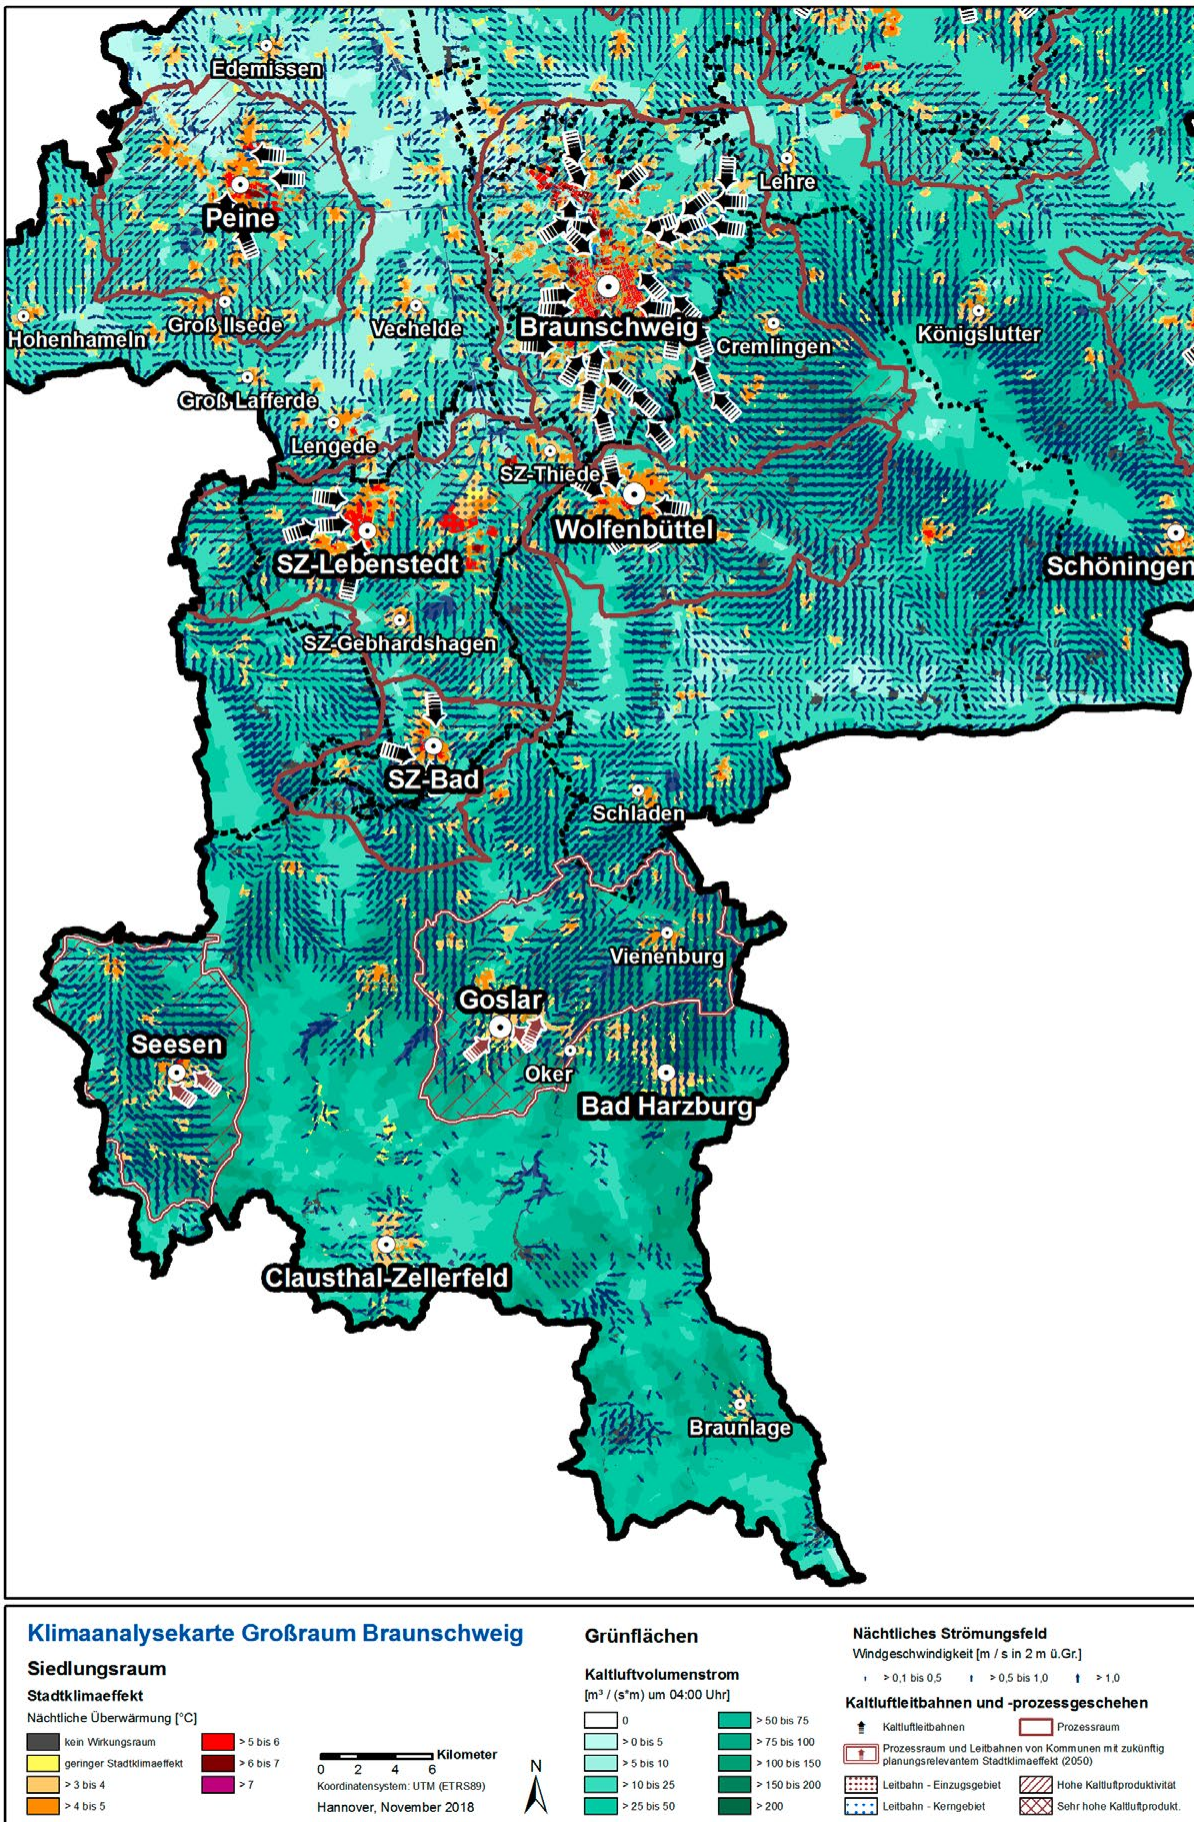 Edemissen
Lehre
Peine
Groß Ilsede
Hohenhameln
Vechelde
Braunschweig
Cremlingen
Königslutter
Groß Lafferde
Lengede
SZ-Thiede
Wolfenbüttel
SZ-Lebenstedt
Schöningen
SZ-Gebhardshagen
SZ-Bad
Schladen
Vienenburg
Goslar
Seesen
Oker
Bad Harzburg
Clausthal-Zellerfeld
Braunlage
Klimaanalysekarte Großraum Braunschweig
Siedlungsraum
Stadtklimaeffekt
Nächtliche Überwärmung [°C]
kein Wirkungsraum
geringer Stadtklimaeffekt
> 3 bis 4
> 4 bis 5
> 5 bis 6
> 6 bis 7
> 7
Kilometer
0 2 4 6
Koordinatensystem: UTM (ETRS89)
Hannover, November 2018
N
Grünflächen
Kaltluftvolumenstrom
[m³ / (s*m) um 04:00 Uhr]
0
> 0 bis 5
> 5 bis 10
> 10 bis 25
> 25 bis 50
> 50 bis 75
> 75 bis 100
> 100 bis 150
> 150 bis 200
> 200
Nächtliches Strömungsfeld
Windgeschwindigkeit [m / s in 2 m ü.Gr.]
> 0,1 bis 0,5
> 0,5 bis 1,0
> 1,0
Kaltluftleitbahnen und -prozessgeschehen
Kaltluftleitbahnen
Prozessraum
Prozessraum und Leitbahnen von Kommunen mit zukünftig
planungsrelevantem Stadtklimaeffekt (2050)
Leitbahn - Einzugsgebiet
Hohe Kaltluftproduktivität
Leitbahn - Kerngebiet
Sehr hohe Kaltluftprodukt.